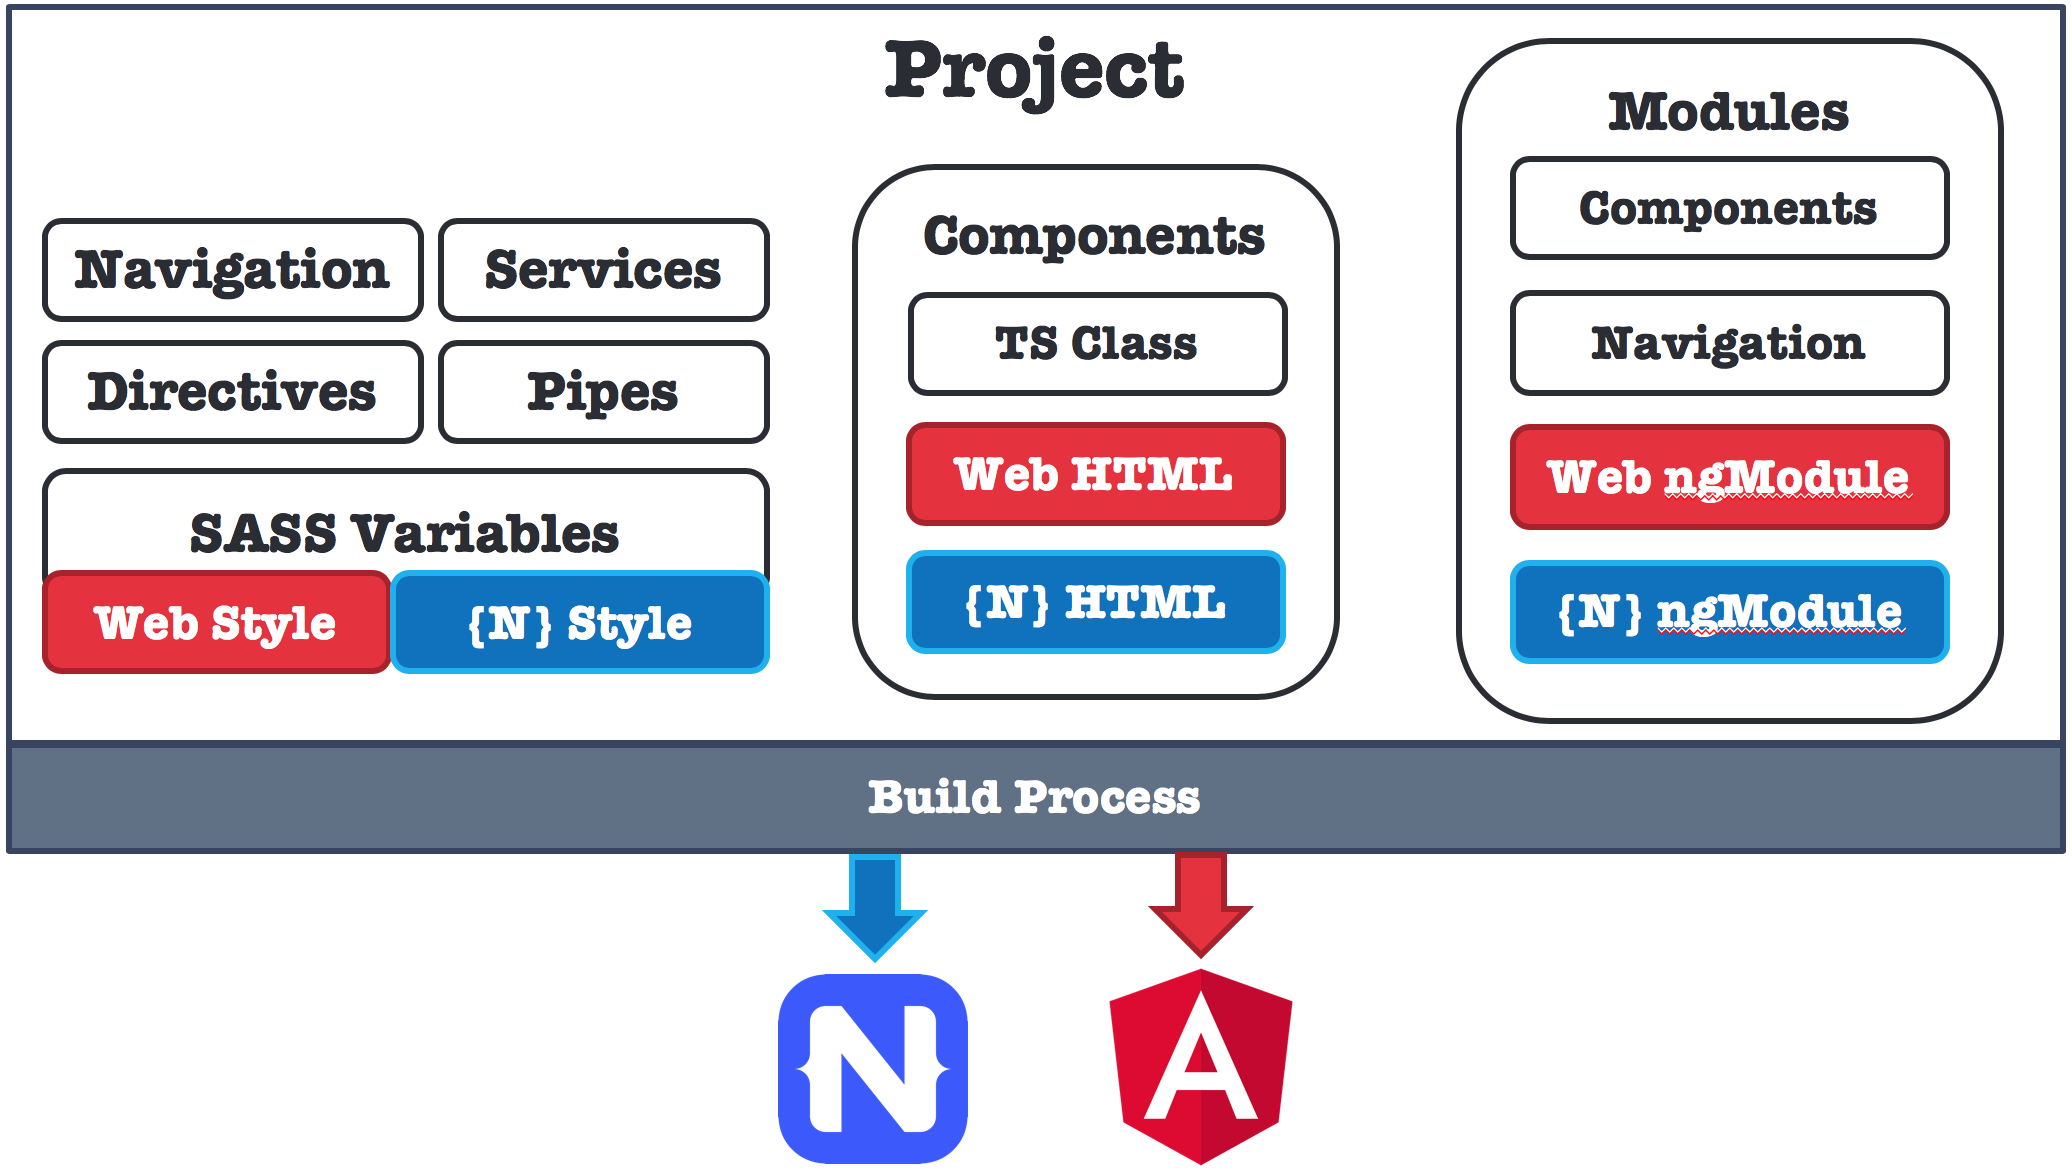 Project
Navigation
Services
Directives
Pipes
SASS Variables
Web Style
{N} Style
Components
TS Class
Web HTML
{N} HTML
Modules
Components
Navigation
Web ngModule
{N} ngModule
Build Process
{N}
A